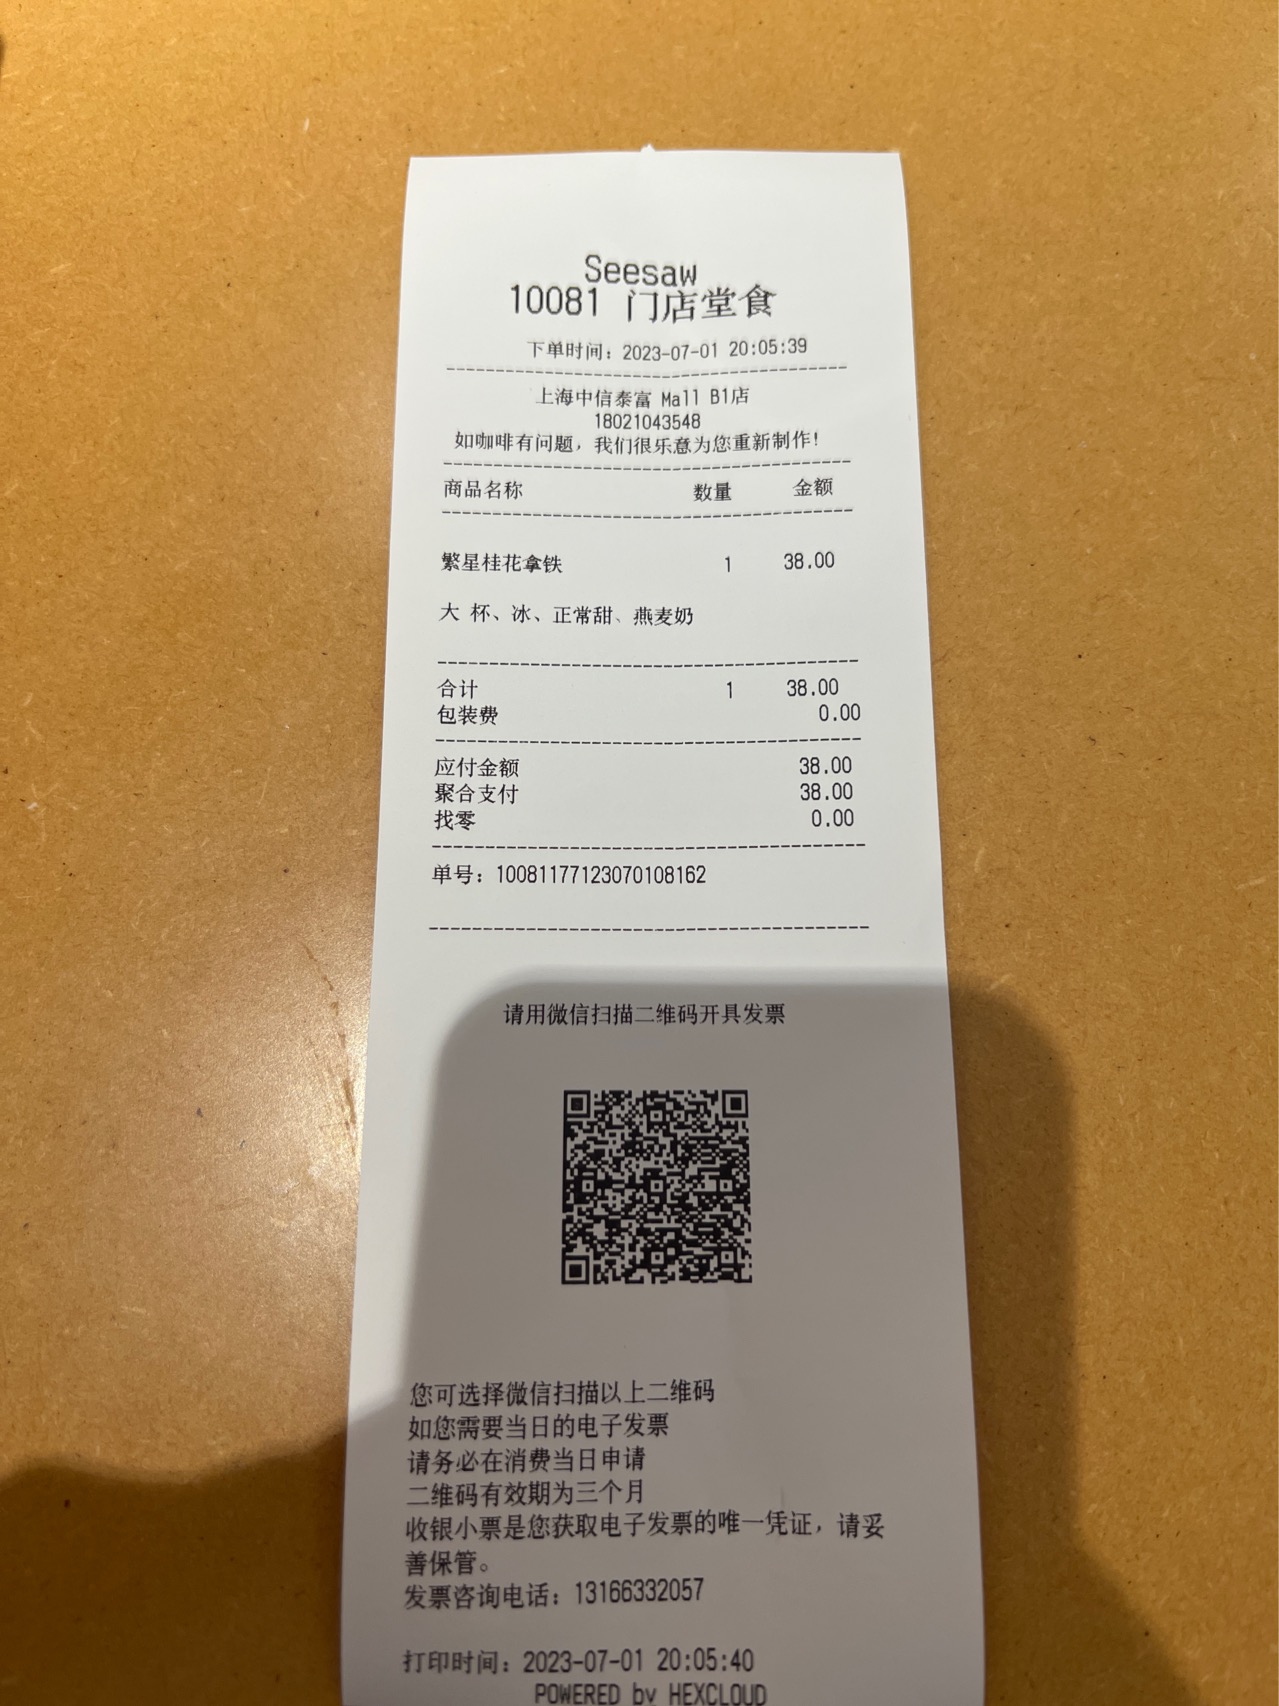 Seesaw
10081 门店堂食
下单时间：2023-07-01 20:05:39
上海中信泰富 Mall B1店
18021043548
如咖啡有问题，我们很乐意为您重新制作！
商品名称 数量 金额
繁星桂花拿铁 1 38.00
大 杯、冰、正常甜、燕麦奶
合计 1 38.00
包装费 0.00
应付金额 38.00
聚合支付 38.00
找零 0.00
单号：10081177123070108162
请用微信扫描二维码开具发票
您可选择微信扫描以上二维码
如您需要当日的电子发票
请务必在消费当日申请
二维码有效期为三个月
收银小票是您获取电子发票的唯一凭证，请妥
善保管。
发票咨询电话：13166332057
打印时间：2023-07-01 20:05:40
POWERED by HEXCLOUD